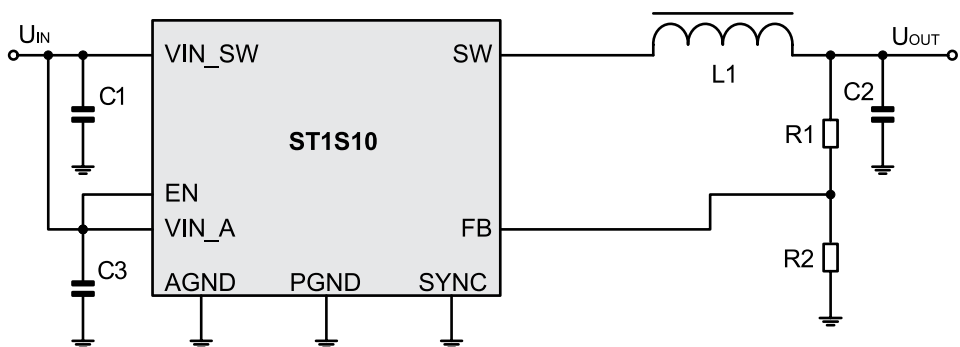 UIN
VIN_SW
SW
UOUT
L1
C1
C2
R1
ST1S10
EN
VIN_A
FB
C3
R2
AGND
PGND
SYNC